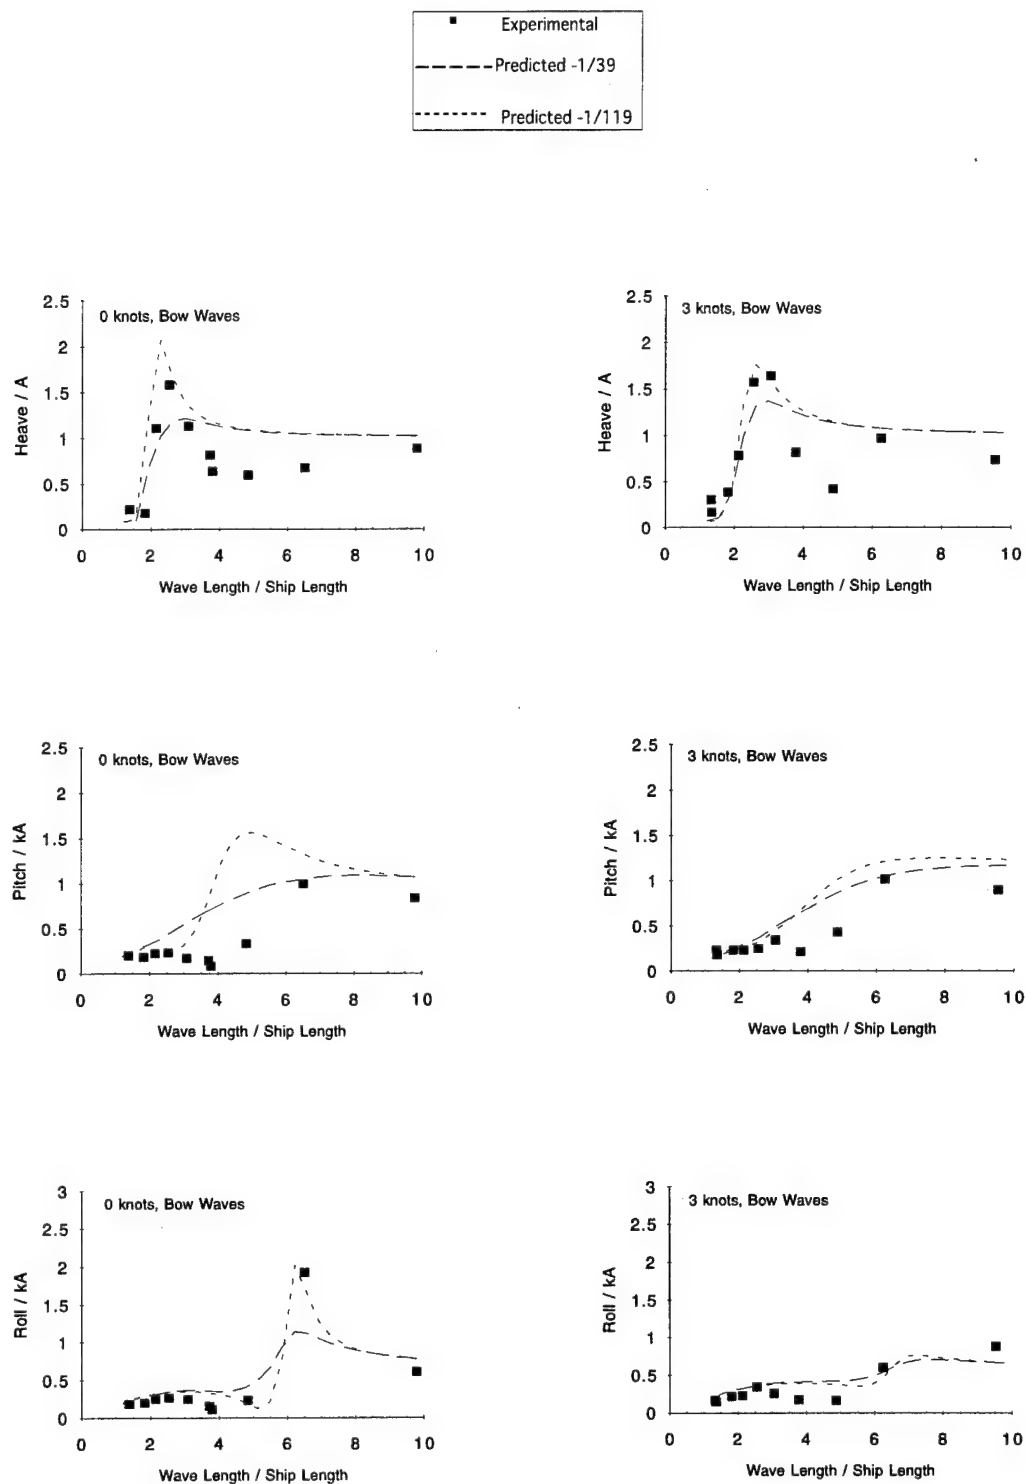 Experimental
Predicted -1/39
Predicted -1/119
2.5
2
1.5
1
0.5
0
0 knots, Bow Waves
Heave / A
0 2 4 6 8 10
Wave Length / Ship Length
2.5
2
1.5
1
0.5
0
3 knots, Bow Waves
Heave / A
0 2 4 6 8 10
Wave Length / Ship Length
2.5
2
1.5
1
0.5
0
0 knots, Bow Waves
Pitch / kA
0 2 4 6 8 10
Wave Length / Ship Length
2.5
2
1.5
1
0.5
0
3 knots, Bow Waves
Pitch / kA
0 2 4 6 8 10
Wave Length / Ship Length
3
2.5
2
1.5
1
0.5
0
0 knots, Bow Waves
Roll / kA
0 2 4 6 8 10
Wave Length / Ship Length
3
2.5
2
1.5
1
0.5
0
3 knots, Bow Waves
Roll / kA
0 2 4 6 8 10
Wave Length / Ship Length